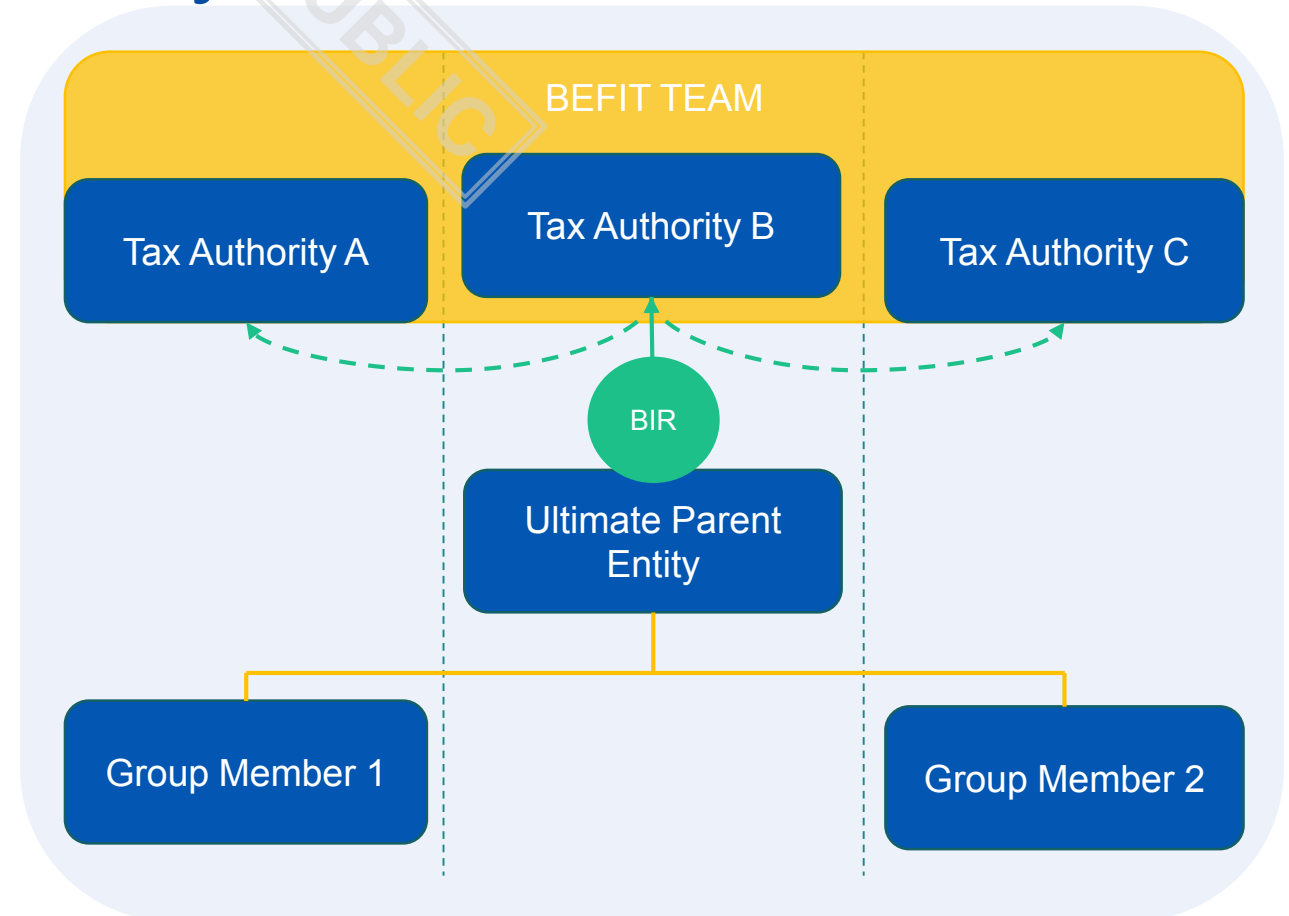 BEFIT TEAM
Tax Authority A
Tax Authority B
Tax Authority C
BIR
Ultimate Parent
Entity
Group Member 1
Group Member 2